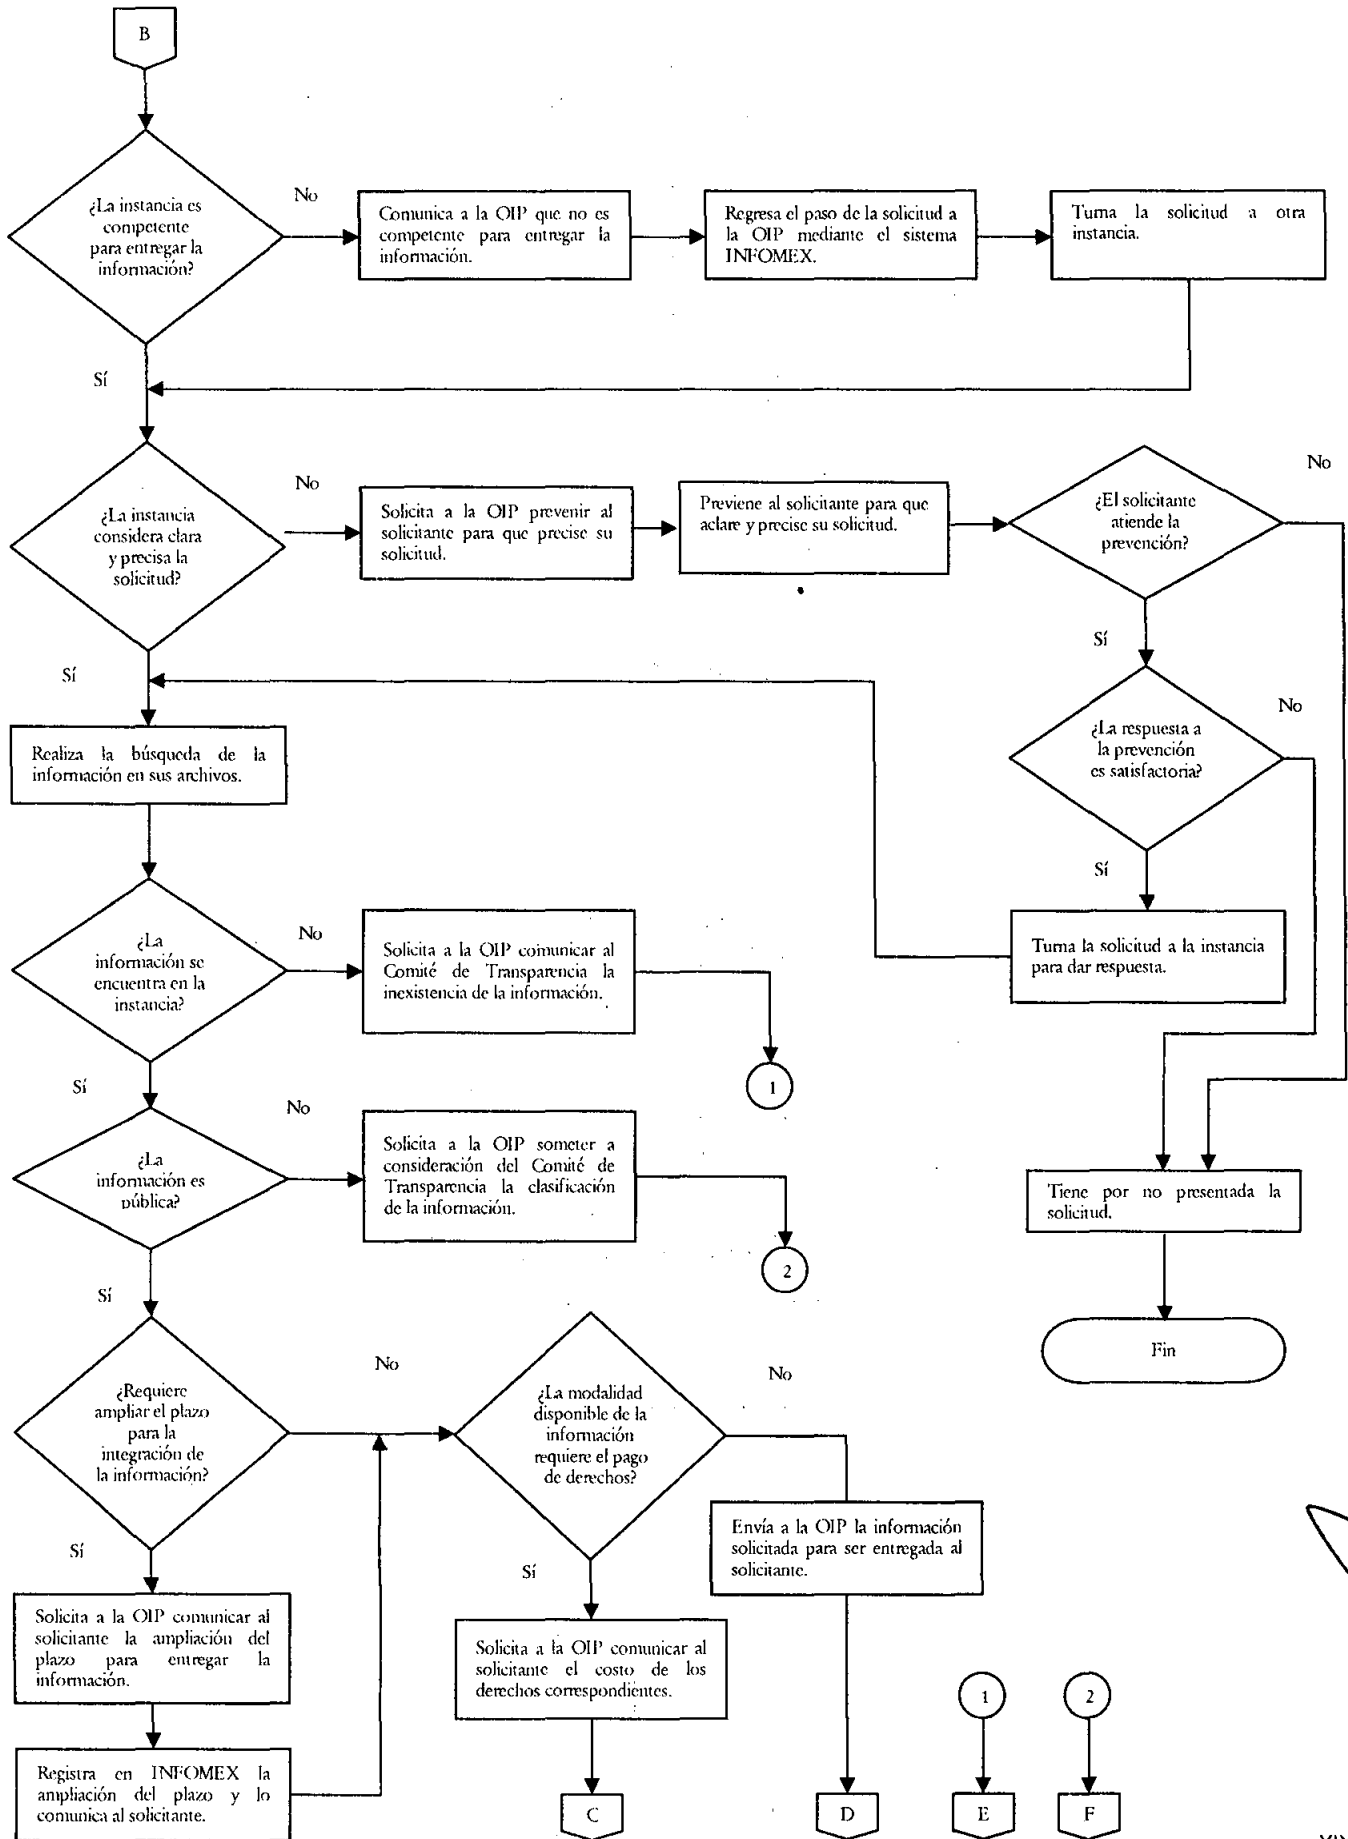 B
¿La instancia es
competente
para entregar la
información?
No
Comunica a la OIP que no es
competente para entregar la
información.
Regresa el paso de la solicitud a
la OIP mediante el sistema
INFOMEX.
Turna la solicitud a otra
instancia.
Sí
¿La instancia
considera clara
y precisa la
solicitud?
No
Solicita a la OIP prevenir al
solicitante para que precise su
solicitud.
Previene al solicitante para que
aclare y precise su solicitud.
¿El solicitante
atiende la
prevención?
No
Sí
Sí
¿La respuesta a
la prevención
es satisfactoria?
No
Realiza la búsqueda de la
información en sus archivos.
Sí
Turna la solicitud a la instancia
para dar respuesta.
¿La
información se
encuentra en la
instancia?
No
Solicita a la OIP comunicar al
Comité de Transparencia la
inexistencia de la información.
1
Sí
¿La
información es
pública?
No
Solicita a la OIP someter a
consideración del Comité de
Transparencia la clasificación
de la información.
2
Tiene por no presentada la
solicitud.
Fin
Sí
¿Requiere
ampliar el plazo
para la
integración de
la información?
No
¿La modalidad
disponible de la
información
requiere el pago
de derechos?
No
Envía a la OIP la información
solicitada para ser entregada al
solicitante.
Sí
Sí
Solicita a la OIP comunicar al
solicitante la ampliación del
plazo para entregar la
información.
Solicita a la OIP comunicar al
solicitante el costo de los
derechos correspondientes.
1
2
Registra en INFOMEX la
ampliación del plazo y lo
comunica al solicitante.
C
D
E
F